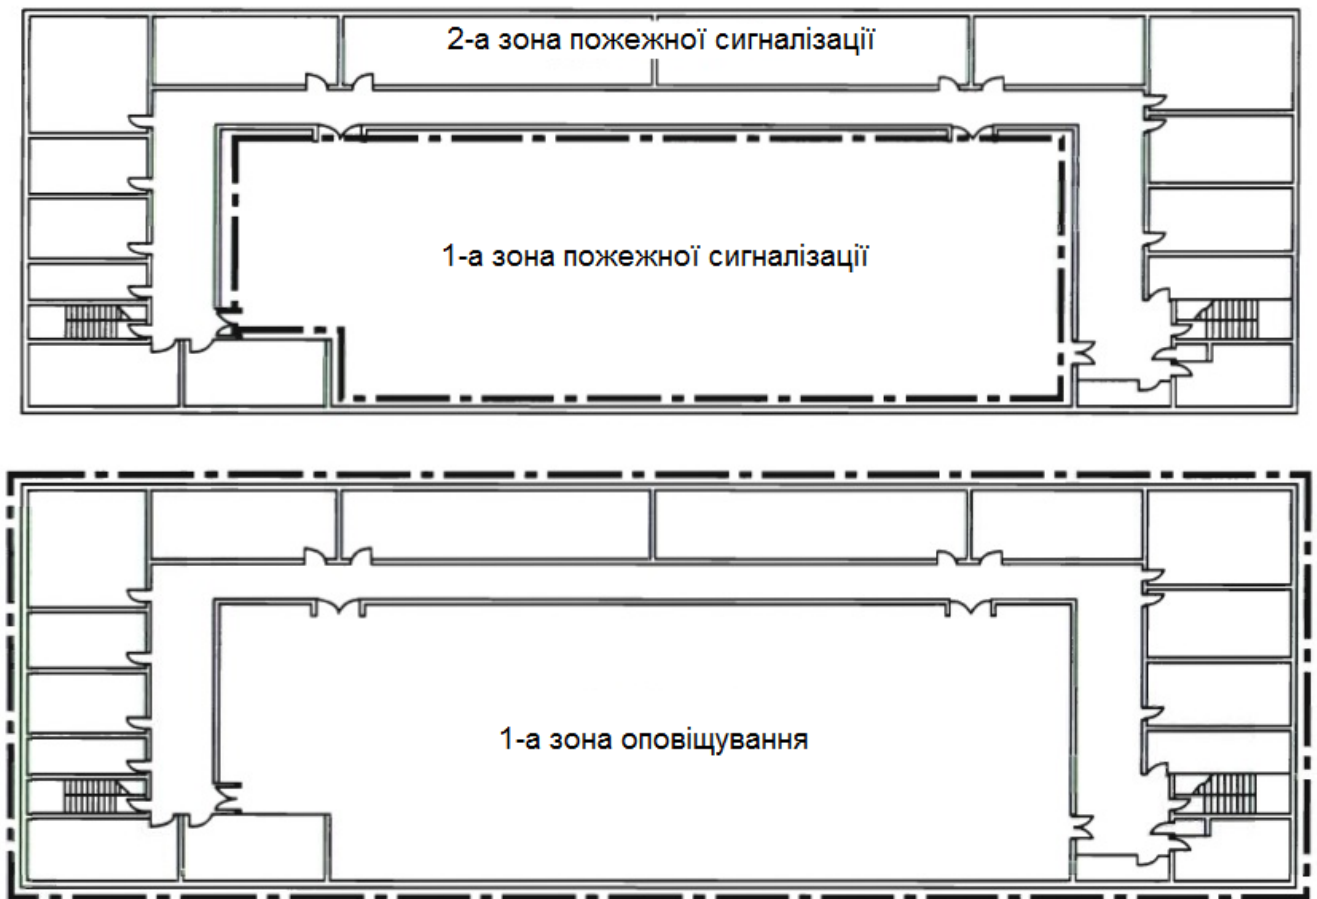 2-а зона пожежної сигналізації
1-а зона пожежної сигналізації
1-а зона оповіщування